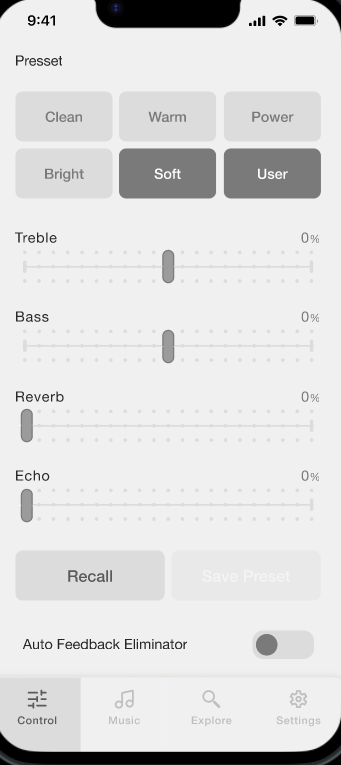 9:41
Presset
Clean Warm Power
Bright Soft User
Treble 0%
Bass 0%
Reverb 0%
Echo 0%
Recall Save Preset
Auto Feedback Eliminator
Control Music Explore Settings